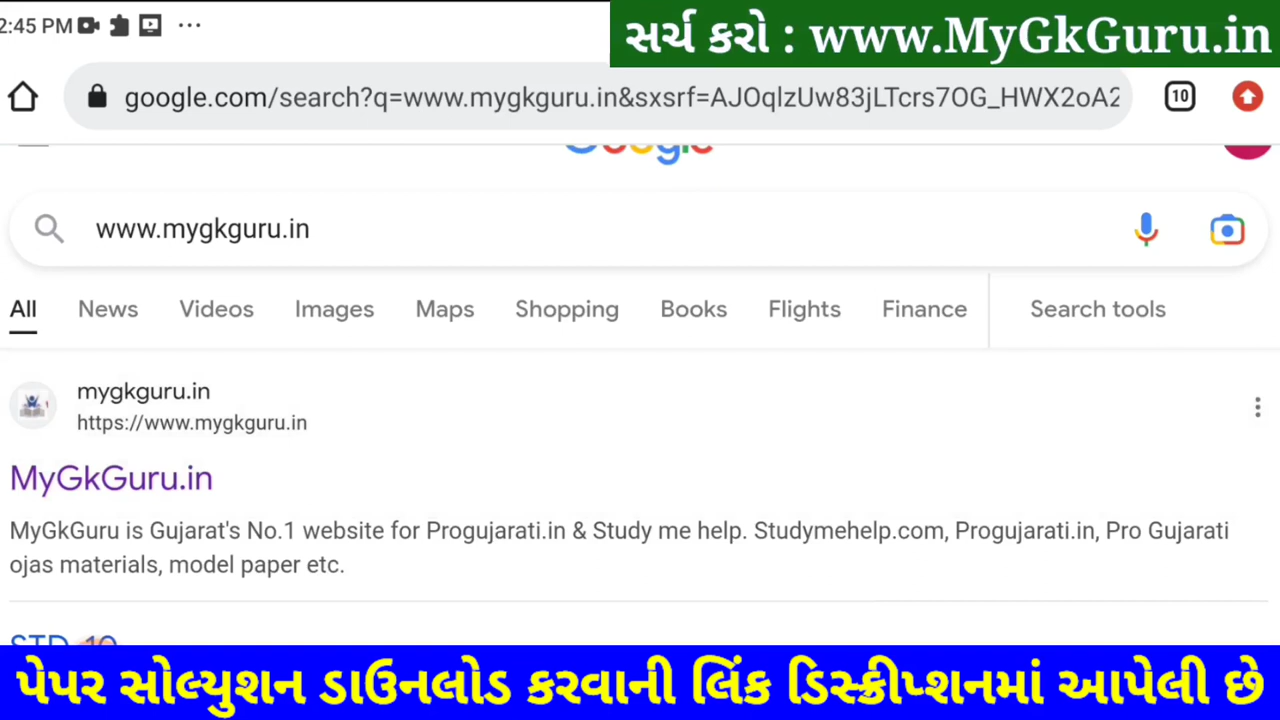 2:45 PM
સર્ચ કરો : www.MyGkGuru.in
google.com/search?q=www.mygkguru.in&sxsrf=AJOqlzUw83jLTcrs7OG_HWX2oA2
10
Google
www.mygkguru.in
All News Videos Images Maps Shopping Books Flights Finance Search tools
mygkguru.in
https://www.mygkguru.in
MyGkGuru.in
MyGkGuru is Gujarat's No.1 website for Progujarati.in & Study me help. Studymehelp.com, Progujarati.in, Pro Gujarati
ojas materials, model paper etc.
STD-10
પેપર સોલ્યુશન ડાઉનલોડ કરવાની લિંક ડિસ્ક્રીપ્શનમાં આપેલી છે